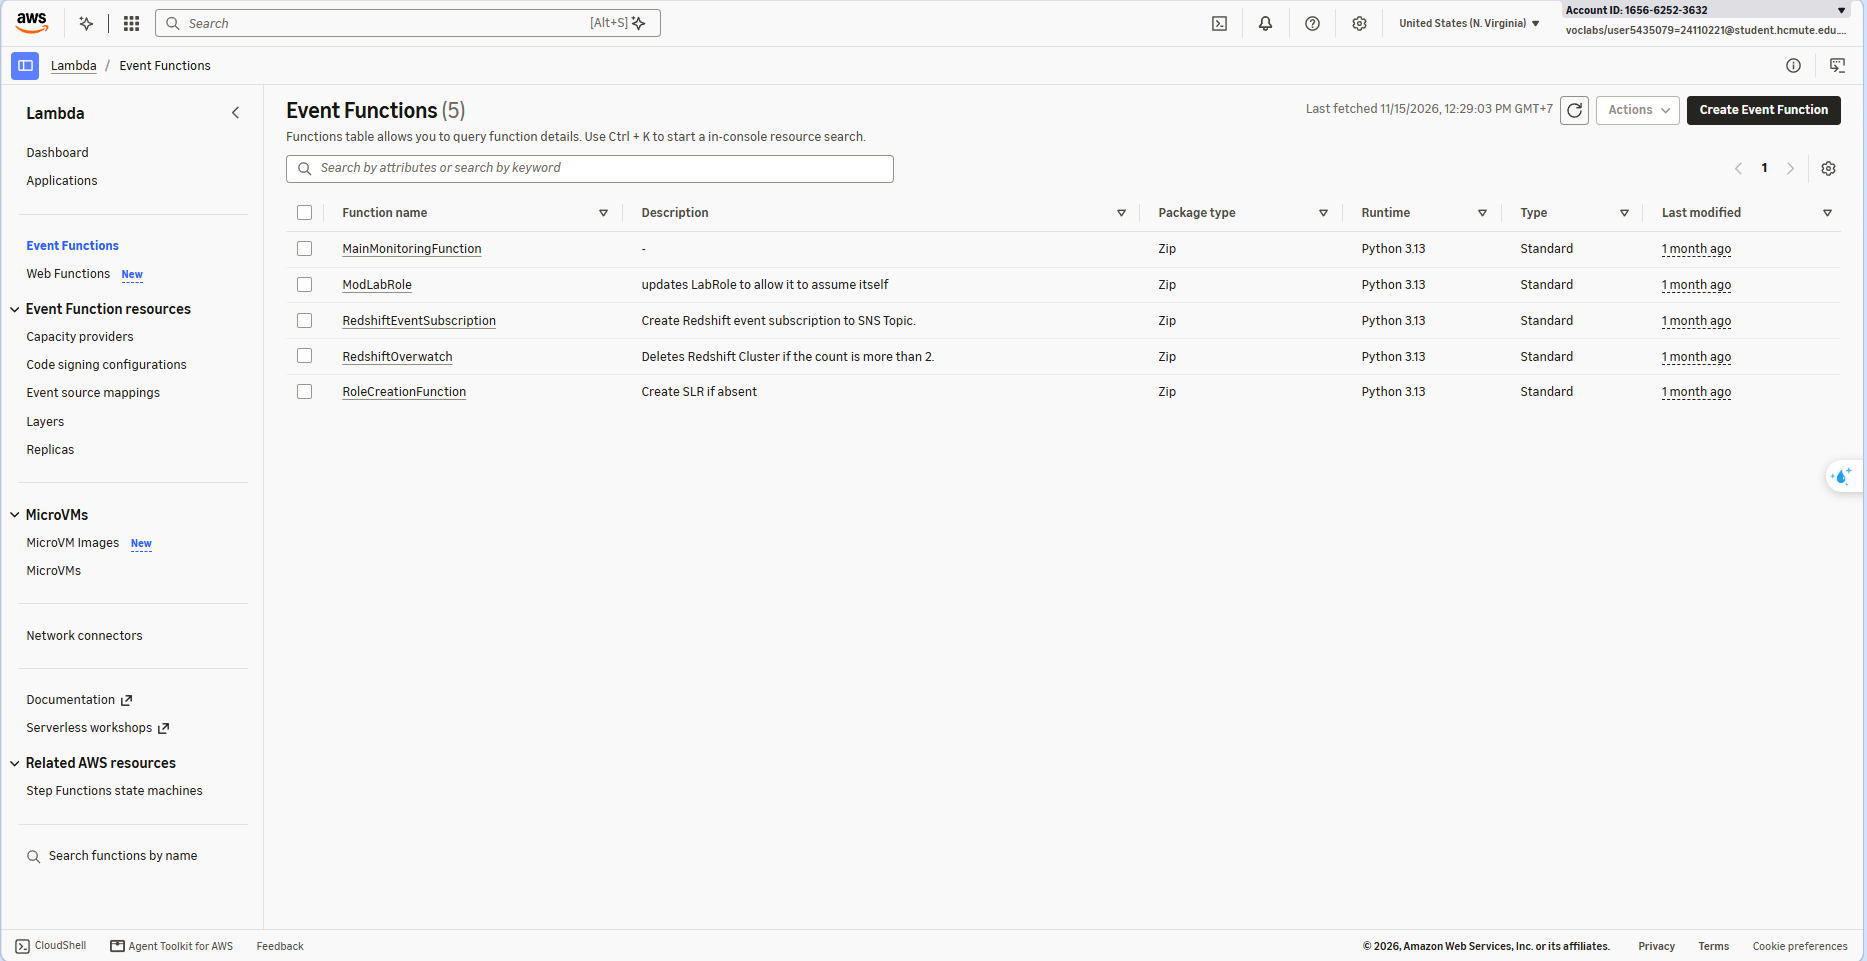 aws
Search
[Alt+S]
United States (N. Virginia)
Account ID: 1656-6252-3632
voclabs/user5435079=24110221@student.hcmute.edu....
Lambda / Event Functions
Lambda
Dashboard
Applications
Event Functions
Web Functions New
Event Function resources
Capacity providers
Code signing configurations
Event source mappings
Layers
Replicas
MicroVMs
MicroVM Images New
MicroVMs
Network connectors
Documentation
Serverless workshops
Related AWS resources
Step Functions state machines
Search functions by name
Event Functions (5)
Last fetched 11/15/2026, 12:29:03 PM GMT+7
Actions
Create Event Function
Functions table allows you to query function details. Use Ctrl + K to start a in-console resource search.
Search by attributes or search by keyword
1
Function name Description Package type Runtime Type Last modified
MainMonitoringFunction - Zip Python 3.13 Standard 1 month ago
ModLabRole updates LabRole to allow it to assume itself Zip Python 3.13 Standard 1 month ago
RedshiftEventSubscription Create Redshift event subscription to SNS Topic. Zip Python 3.13 Standard 1 month ago
RedshiftOverwatch Deletes Redshift Cluster if the count is more than 2. Zip Python 3.13 Standard 1 month ago
RoleCreationFunction Create SLR if absent Zip Python 3.13 Standard 1 month ago
CloudShell Agent Toolkit for AWS Feedback © 2026, Amazon Web Services, Inc. or its affiliates. Privacy Terms Cookie preferences